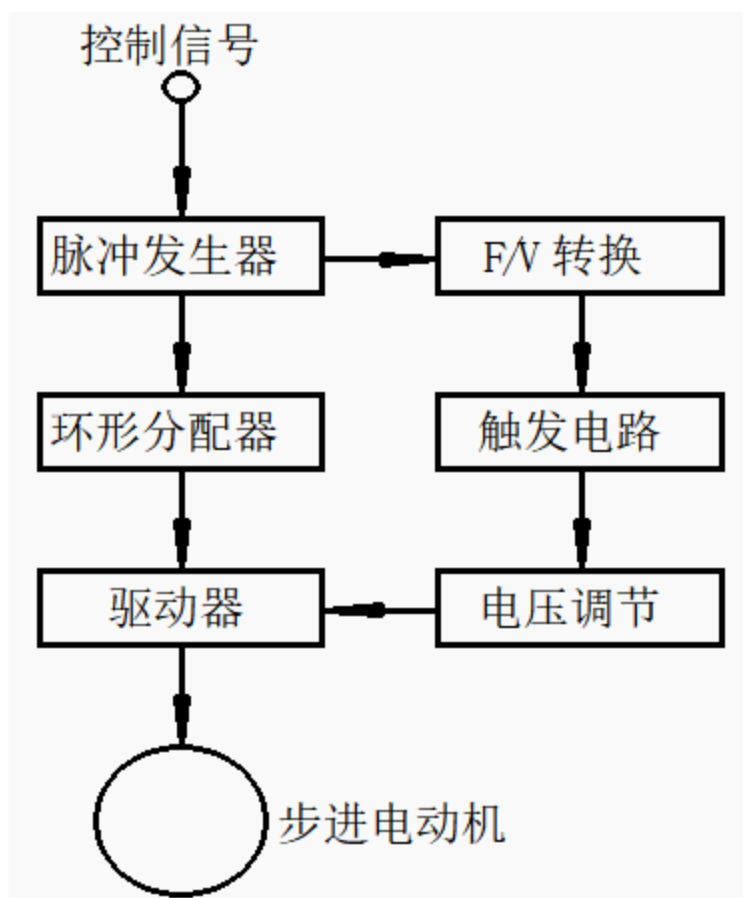 控制信号
脉冲发生器
F/V 转换
环形分配器
触发电路
驱动器
电压调节
步进电动机